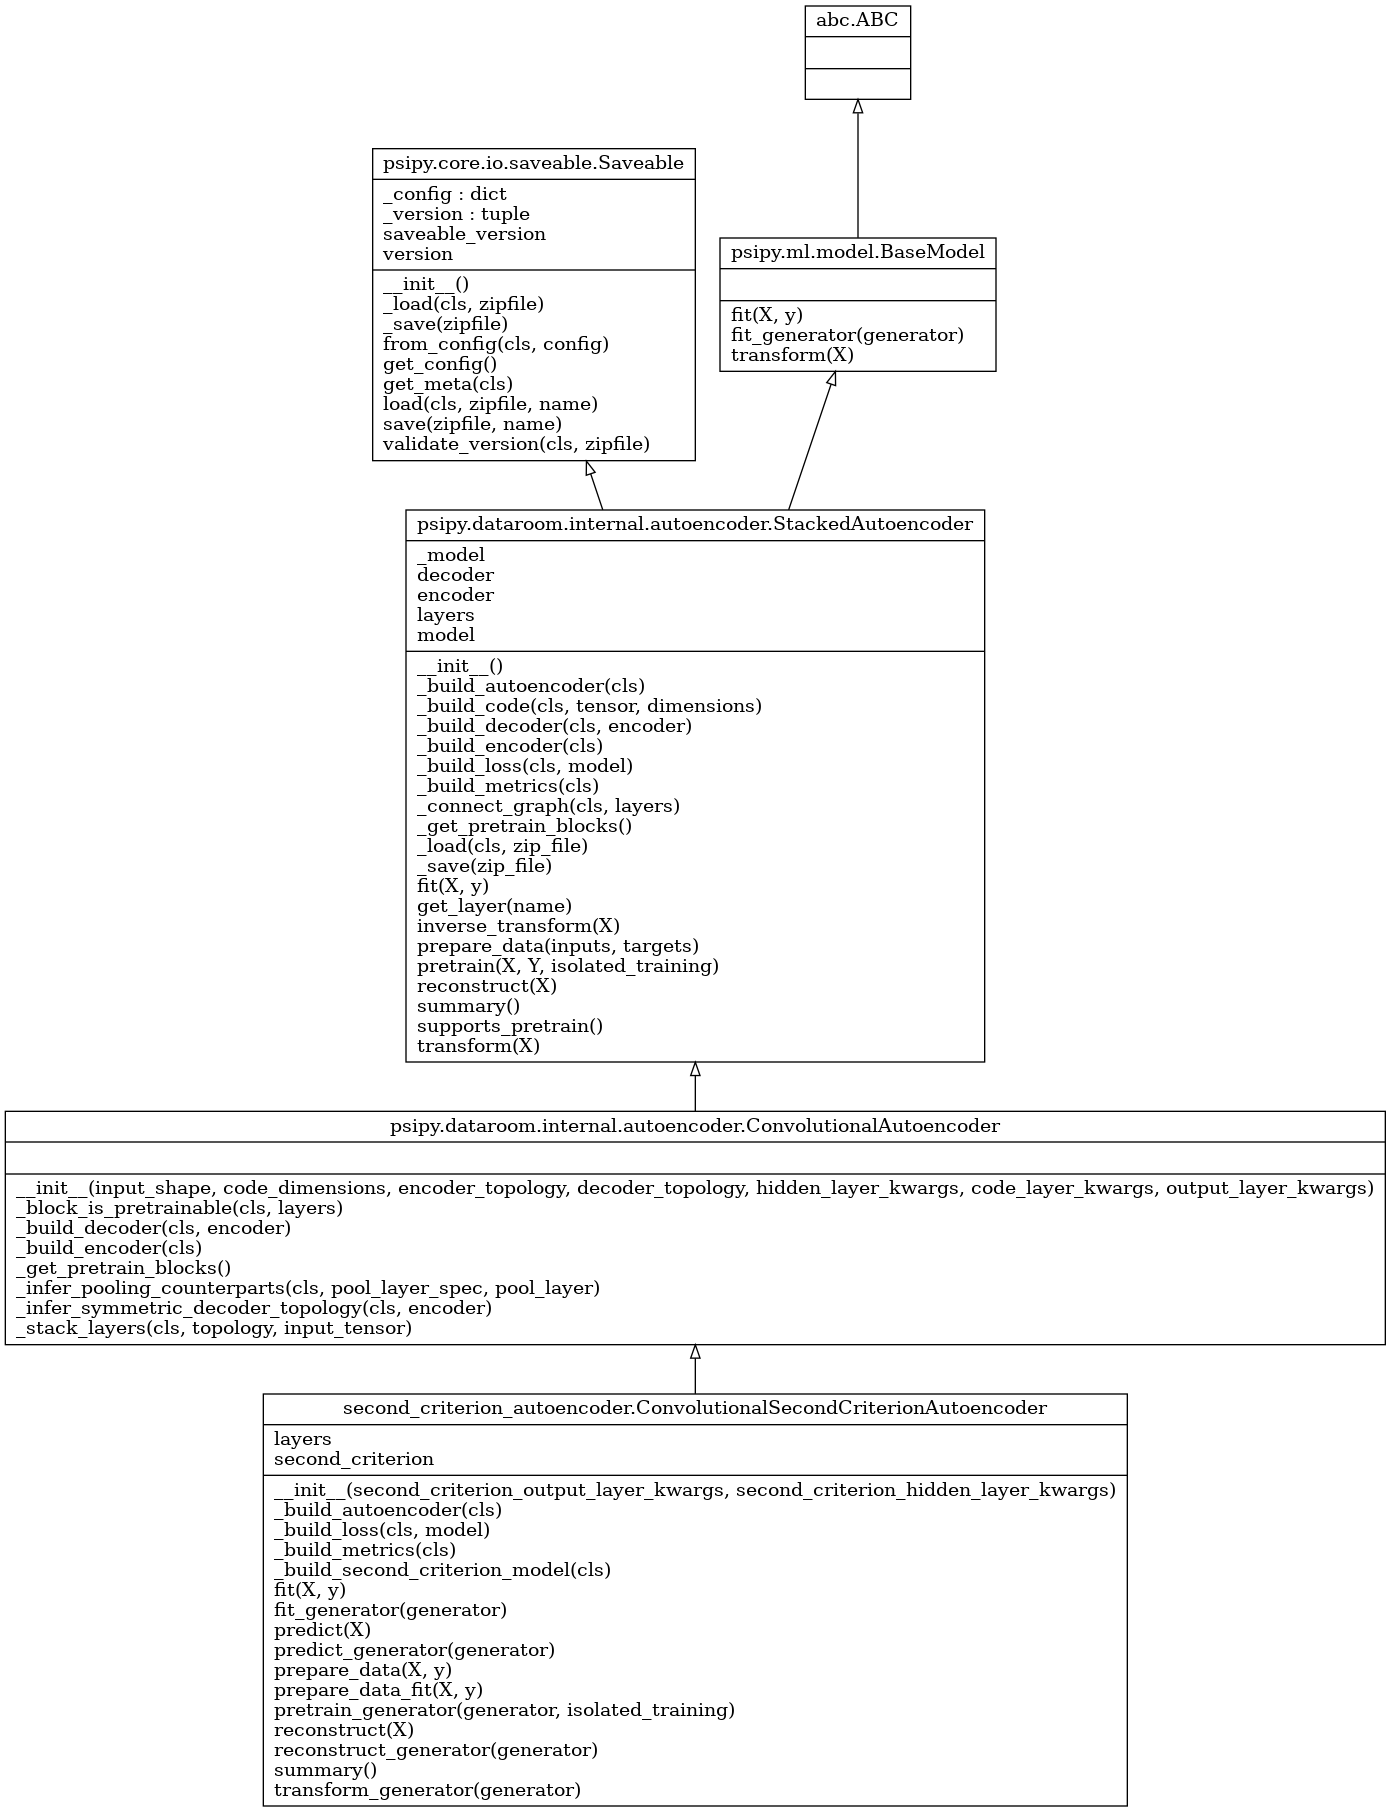 abc.ABC
psipy.core.io.saveable.Saveable
_config : dict
_version : tuple
saveable_version
version
__init__()
_load(cls, zipfile)
_save(zipfile)
from_config(cls, config)
get_config()
get_meta(cls)
load(cls, zipfile, name)
save(zipfile, name)
validate_version(cls, zipfile)
psipy.ml.model.BaseModel
fit(X, y)
fit_generator(generator)
transform(X)
psipy.dataroom.internal.autoencoder.StackedAutoencoder
_model
decoder
encoder
layers
model
__init__()
_build_autoencoder(cls)
_build_code(cls, tensor, dimensions)
_build_decoder(cls, encoder)
_build_encoder(cls)
_build_loss(cls, model)
_build_metrics(cls)
_connect_graph(cls, layers)
_get_pretrain_blocks()
_load(cls, zip_file)
_save(zip_file)
fit(X, y)
get_layer(name)
inverse_transform(X)
prepare_data(inputs, targets)
pretrain(X, Y, isolated_training)
reconstruct(X)
summary()
supports_pretrain()
transform(X)
psipy.dataroom.internal.autoencoder.ConvolutionalAutoencoder
__init__(input_shape, code_dimensions, encoder_topology, decoder_topology, hidden_layer_kwargs, code_layer_kwargs, output_layer_kwargs)
_block_is_pretrainable(cls, layers)
_build_decoder(cls, encoder)
_build_encoder(cls)
_get_pretrain_blocks()
_infer_pooling_counterparts(cls, pool_layer_spec, pool_layer)
_infer_symmetric_decoder_topology(cls, encoder)
_stack_layers(cls, topology, input_tensor)
second_criterion_autoencoder.ConvolutionalSecondCriterionAutoencoder
layers
second_criterion
__init__(second_criterion_output_layer_kwargs, second_criterion_hidden_layer_kwargs)
_build_autoencoder(cls)
_build_loss(cls, model)
_build_metrics(cls)
_build_second_criterion_model(cls)
fit(X, y)
fit_generator(generator)
predict(X)
predict_generator(generator)
prepare_data(X, y)
prepare_data_fit(X, y)
pretrain_generator(generator, isolated_training)
reconstruct(X)
reconstruct_generator(generator)
summary()
transform_generator(generator)